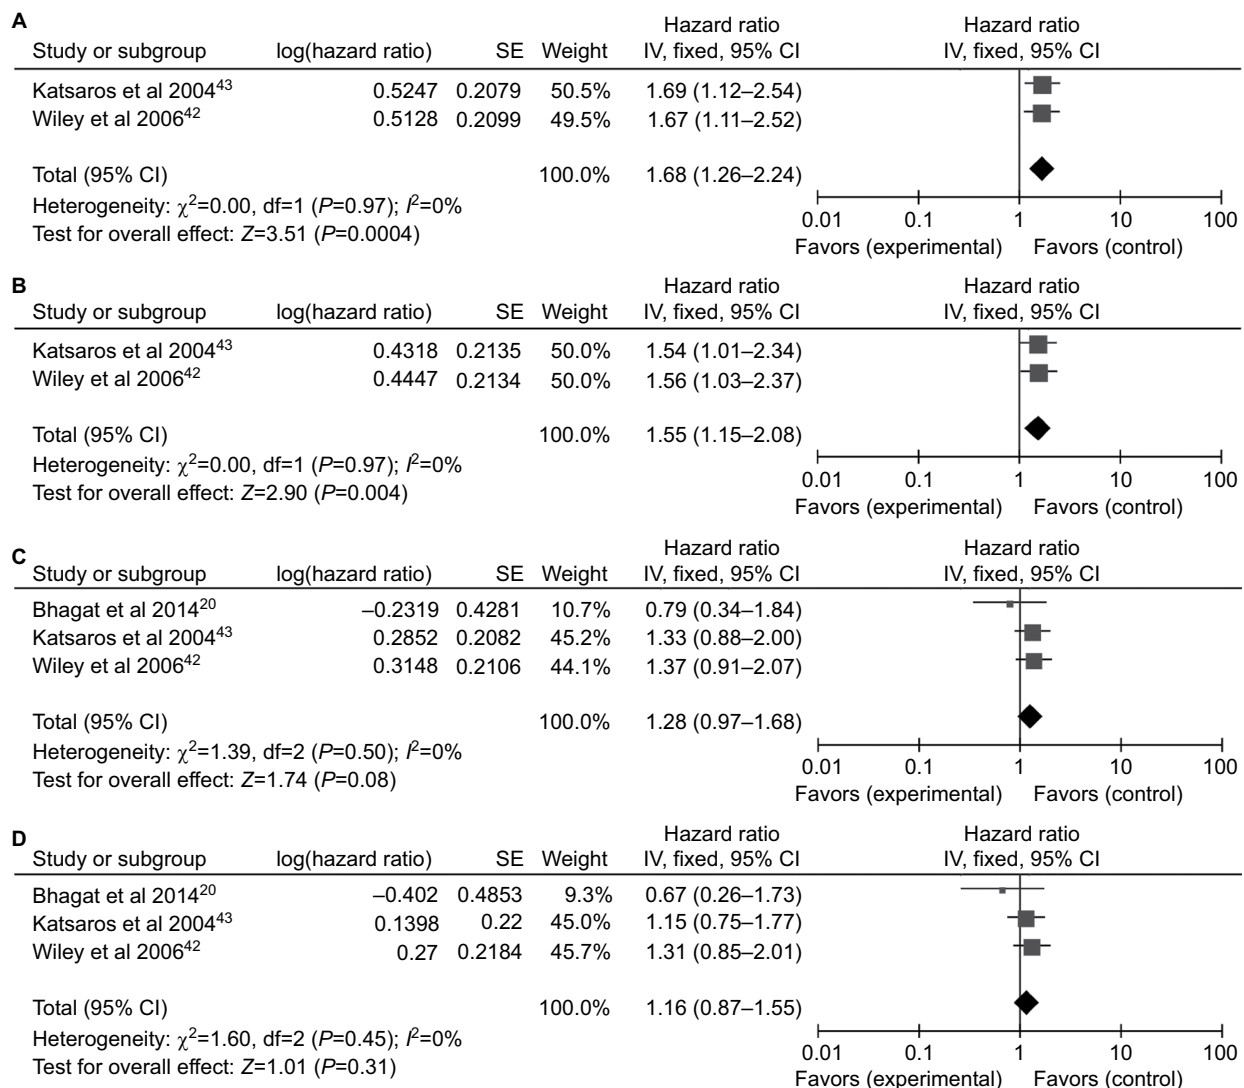 A
Hazard ratio Hazard ratio
Study or subgroup log(hazard ratio) SE Weight IV, fixed, 95% CI IV, fixed, 95% CI
Katsaros et al 2004⁴³ 0.5247 0.2079 50.5% 1.69 (1.12–2.54)
Wiley et al 2006⁴² 0.5128 0.2099 49.5% 1.67 (1.11–2.52)
Total (95% CI) 100.0% 1.68 (1.26–2.24)
Heterogeneity: χ²=0.00, df=1 (P=0.97); I²=0%
Test for overall effect: Z=3.51 (P=0.0004)
0.01 0.1 1 10 100
Favors (experimental) Favors (control)
B
Hazard ratio Hazard ratio
Study or subgroup log(hazard ratio) SE Weight IV, fixed, 95% CI IV, fixed, 95% CI
Katsaros et al 2004⁴³ 0.4318 0.2135 50.0% 1.54 (1.01–2.34)
Wiley et al 2006⁴² 0.4447 0.2134 50.0% 1.56 (1.03–2.37)
Total (95% CI) 100.0% 1.55 (1.15–2.08)
Heterogeneity: χ²=0.00, df=1 (P=0.97); I²=0%
Test for overall effect: Z=2.90 (P=0.004)
0.01 0.1 1 10 100
Favors (experimental) Favors (control)
C
Hazard ratio Hazard ratio
Study or subgroup log(hazard ratio) SE Weight IV, fixed, 95% CI IV, fixed, 95% CI
Bhagat et al 2014²⁰ –0.2319 0.4281 10.7% 0.79 (0.34–1.84)
Katsaros et al 2004⁴³ 0.2852 0.2082 45.2% 1.33 (0.88–2.00)
Wiley et al 2006⁴² 0.3148 0.2106 44.1% 1.37 (0.91–2.07)
Total (95% CI) 100.0% 1.28 (0.97–1.68)
Heterogeneity: χ²=1.39, df=2 (P=0.50); I²=0%
Test for overall effect: Z=1.74 (P=0.08)
0.01 0.1 1 10 100
Favors (experimental) Favors (control)
D
Hazard ratio Hazard ratio
Study or subgroup log(hazard ratio) SE Weight IV, fixed, 95% CI IV, fixed, 95% CI
Bhagat et al 2014²⁰ –0.402 0.4853 9.3% 0.67 (0.26–1.73)
Katsaros et al 2004⁴³ 0.1398 0.22 45.0% 1.15 (0.75–1.77)
Wiley et al 2006⁴² 0.27 0.2184 45.7% 1.31 (0.85–2.01)
Total (95% CI) 100.0% 1.16 (0.87–1.55)
Heterogeneity: χ²=1.60, df=2 (P=0.45); I²=0%
Test for overall effect: Z=1.01 (P=0.31)
0.01 0.1 1 10 100
Favors (experimental) Favors (control)